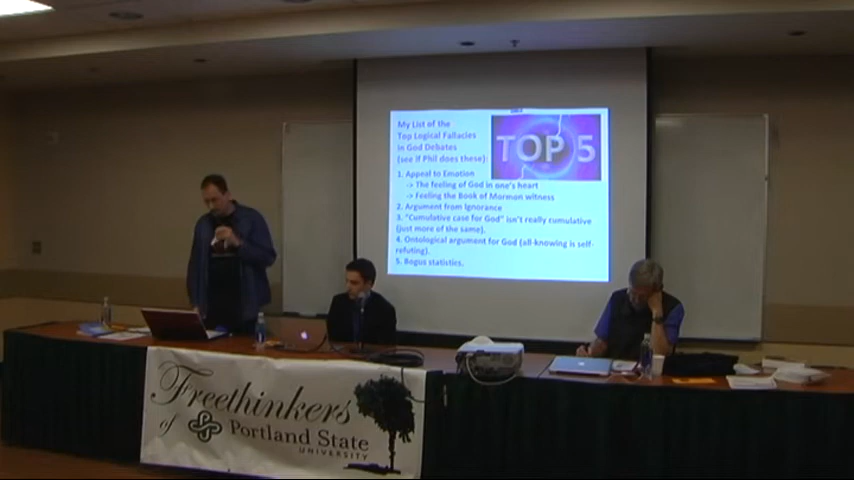 My List of the
Top Logical Fallacies
in God Debates
(see if Phil does these):
TOP 5
1. Appeal to Emotion
-> The feeling of God in one's heart
-> Feeling the Book of Mormon witness
2. Argument from Ignorance
3. "Cumulative case for God" isn't really cumulative
(just more of the same).
4. Ontological argument for God (all-knowing is self-
refuting).
5. Bogus statistics.
Freethinkers
of Portland State
UNIVERSITY